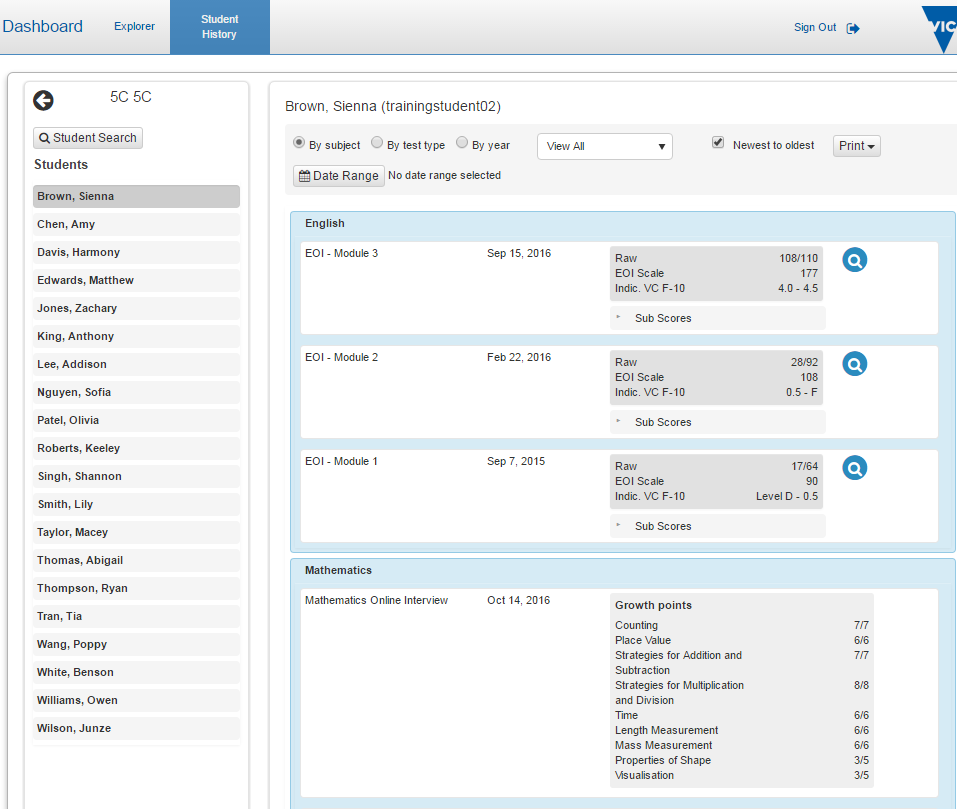 Dashboard
Explorer
Student
History
Sign Out
VIC
5C 5C
Student Search
Students
Brown, Sienna
Chen, Amy
Davis, Harmony
Edwards, Matthew
Jones, Zachary
King, Anthony
Lee, Addison
Nguyen, Sofia
Patel, Olivia
Roberts, Keeley
Singh, Shannon
Smith, Lily
Taylor, Macey
Thomas, Abigail
Thompson, Ryan
Tran, Tia
Wang, Poppy
White, Benson
Williams, Owen
Wilson, Junze
Brown, Sienna (trainingstudent02)
By subject By test type By year View All Newest to oldest Print
Date Range No date range selected
English
EOI - Module 3 Sep 15, 2016
Raw 108/110
EOI Scale 177
Indic. VC F-10 4.0 - 4.5
Sub Scores
EOI - Module 2 Feb 22, 2016
Raw 28/92
EOI Scale 108
Indic. VC F-10 0.5 - F
Sub Scores
EOI - Module 1 Sep 7, 2015
Raw 17/64
EOI Scale 90
Indic. VC F-10 Level D - 0.5
Sub Scores
Mathematics
Mathematics Online Interview Oct 14, 2016
Growth points
Counting 7/7
Place Value 6/6
Strategies for Addition and 7/7
Subtraction
Strategies for Multiplication 8/8
and Division
Time 6/6
Length Measurement 6/6
Mass Measurement 6/6
Properties of Shape 3/5
Visualisation 3/5